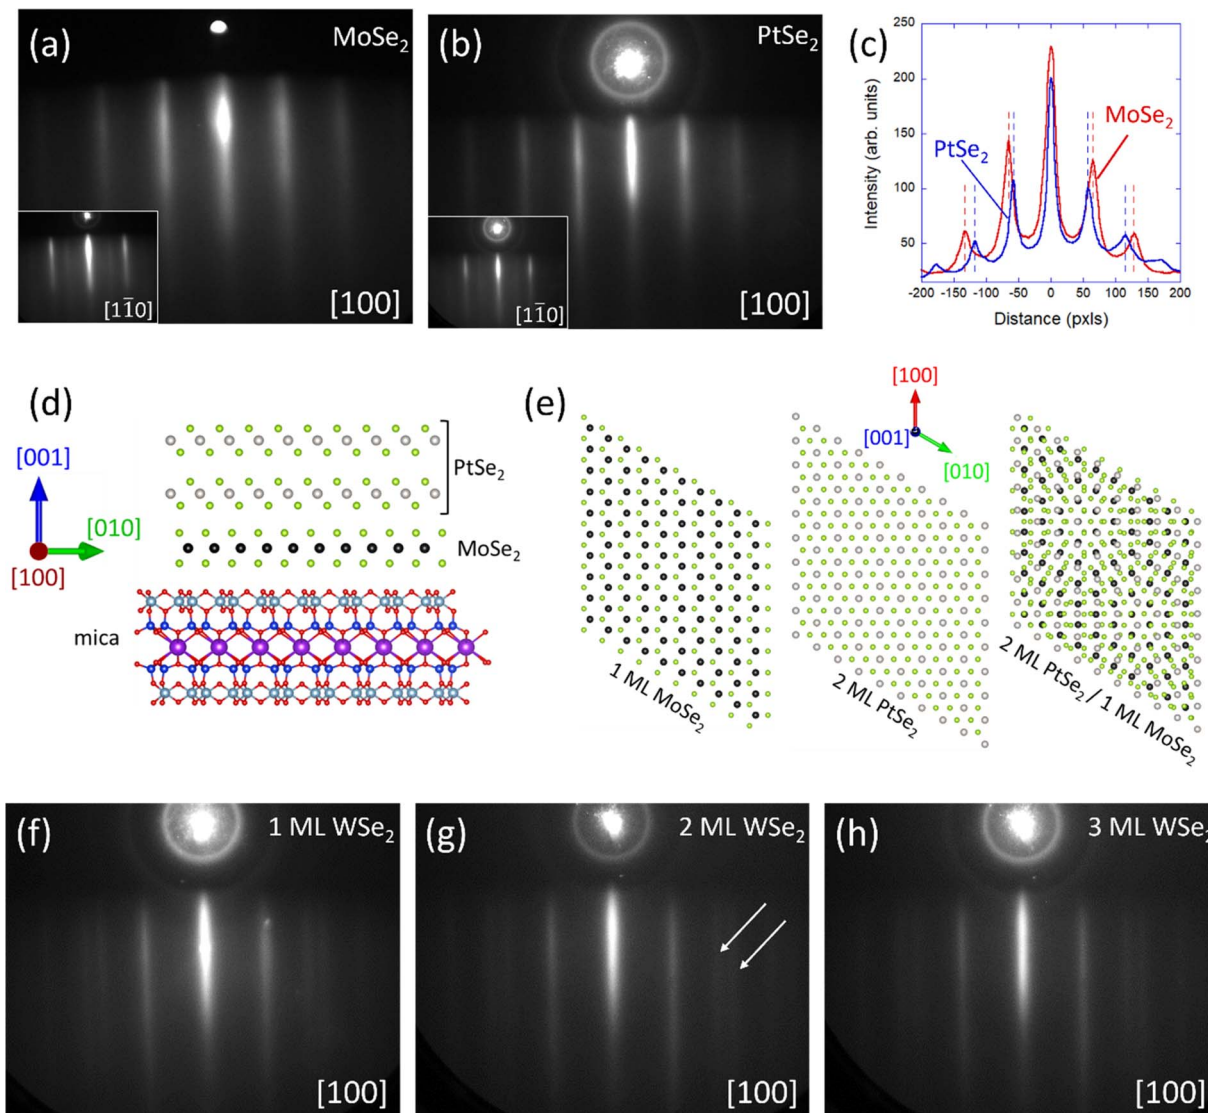 (a)
MoSe₂
[11̄0]
[100]
(b)
PtSe₂
[11̄0]
[100]
(c)
250
200
150
100
50
Intensity (arb. units)
MoSe₂
PtSe₂
-200 -150 -100 -50 0 50 100 150 200
Distance (pxls)
(d)
[001]
[010]
[100]
PtSe₂
MoSe₂
mica
(e)
[100]
[001]
[010]
1 ML MoSe₂
2 ML PtSe₂
2 ML PtSe₂ / 1 ML MoSe₂
(f)
1 ML WSe₂
[100]
(g)
2 ML WSe₂
[100]
(h)
3 ML WSe₂
[100]